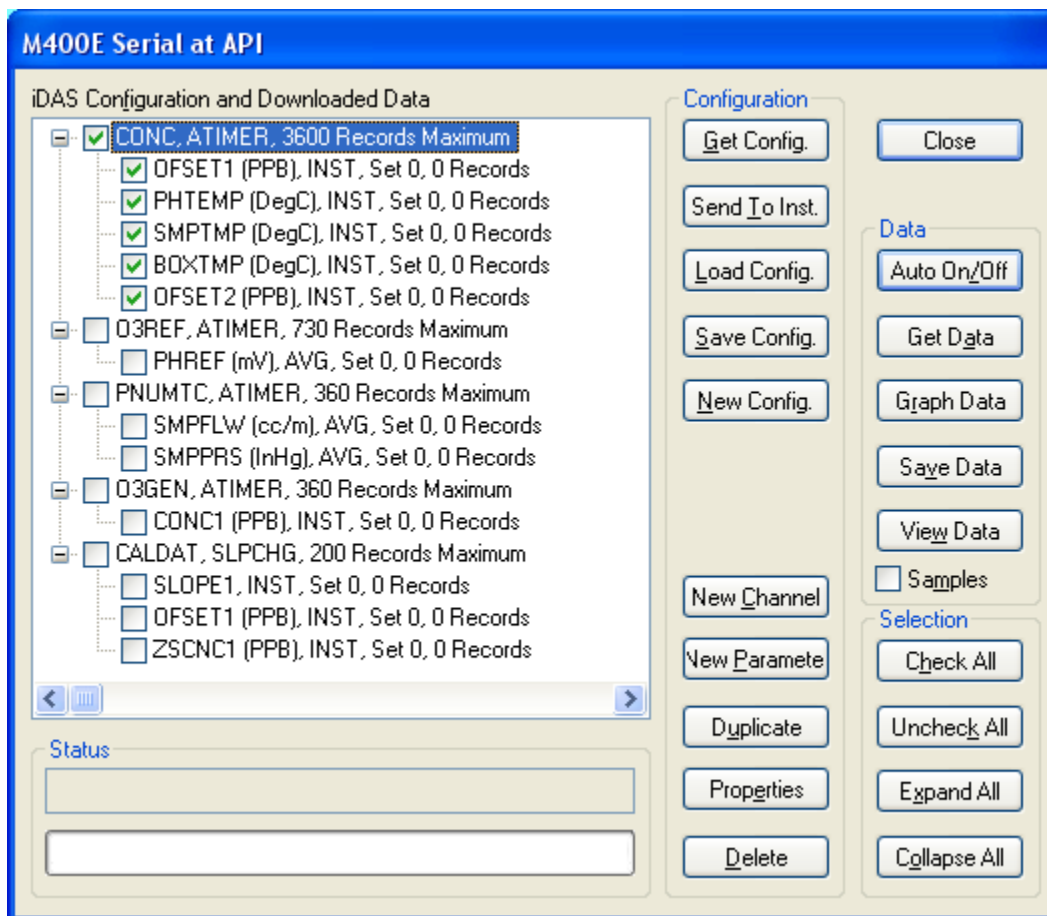 M400E Serial at API
iDAS Configuration and Downloaded Data
CONC, ATIMER, 3600 Records Maximum
OFSET1 (PPB), INST, Set 0, 0 Records
PHTEMP (DegC), INST, Set 0, 0 Records
SMPTMP (DegC), INST, Set 0, 0 Records
BOXTMP (DegC), INST, Set 0, 0 Records
OFSET2 (PPB), INST, Set 0, 0 Records
O3REF, ATIMER, 730 Records Maximum
PHREF (mV), AVG, Set 0, 0 Records
PNUMTC, ATIMER, 360 Records Maximum
SMPFLW (cc/m), AVG, Set 0, 0 Records
SMPPRS (InHg), AVG, Set 0, 0 Records
O3GEN, ATIMER, 360 Records Maximum
CONC1 (PPB), INST, Set 0, 0 Records
CALDAT, SLPCHG, 200 Records Maximum
SLOPE1, INST, Set 0, 0 Records
OFSET1 (PPB), INST, Set 0, 0 Records
ZSCNC1 (PPB), INST, Set 0, 0 Records
Status
Configuration
Get Config.
Send To Inst.
Load Config.
Save Config.
New Config.
New Channel
New Paramete
Duplicate
Properties
Delete
Close
Data
Auto On/Off
Get Data
Graph Data
Save Data
View Data
Samples
Selection
Check All
Uncheck All
Expand All
Collapse All